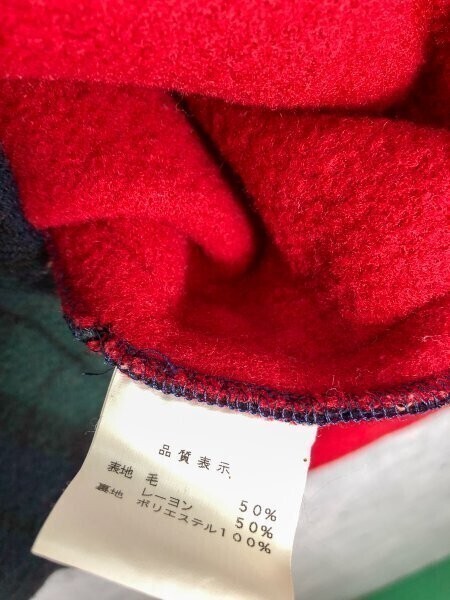 品質表示
表地 毛 50%
レーヨン 50%
裏地 ポリエステル100%